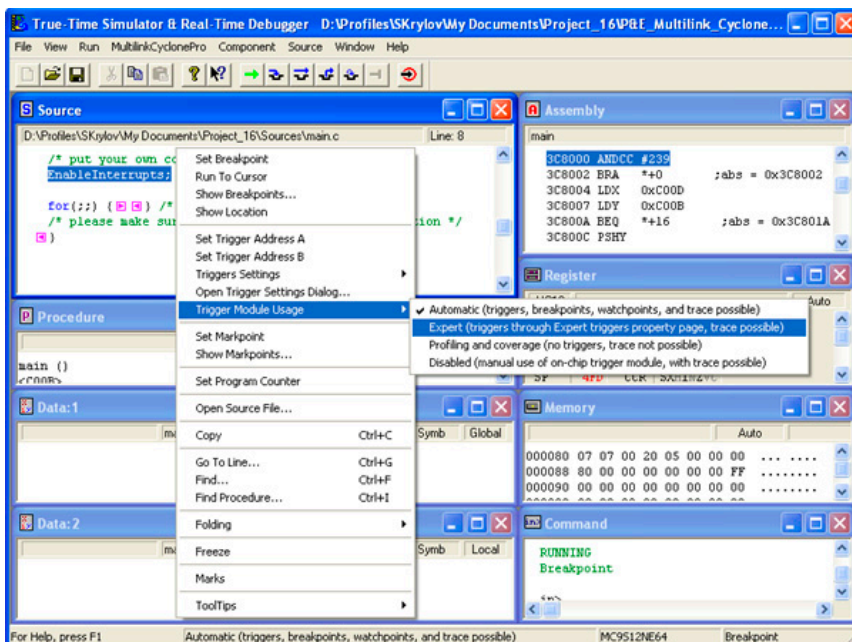 True-Time Simulator & Real-Time Debugger D:\Profiles\SKrylov\My Documents\Project_16\P&E_Multilink_Cyclone...
File View Run MultilinkCyclonePro Component Source Window Help
Source
D:\Profiles\SKrylov\My Documents\Project_16\Sources\main.c Line: 8
/* put your own co
EnableInterrupts;
for(;;) { } /*
/* please make sur
tion */
}
Set Breakpoint
Run To Cursor
Show Breakpoints...
Show Location
Set Trigger Address A
Set Trigger Address B
Triggers Settings
Open Trigger Settings Dialog...
Trigger Module Usage
Set Markpoint
Show Markpoints...
Set Program Counter
Open Source File...
Copy Ctrl+C
Go To Line... Ctrl+G
Find... Ctrl+F
Find Procedure... Ctrl+I
Folding
Freeze
Marks
ToolTips
Automatic (triggers, breakpoints, watchpoints, and trace possible)
Expert (triggers through Expert triggers property page, trace possible)
Profiling and coverage (no triggers, trace not possible)
Disabled (manual use of on-chip trigger module, with trace possible)
Assembly
main
3C8000 ANDCC #239
3C8002 BRA *+0 ;abs = 0x3C8002
3C8004 LDX 0xC00D
3C8007 LDY 0xC00B
3C800A BEQ *+16 ;abs = 0x3C801A
3C800C PSHY
Register
Auto
Procedure
main ()
Data:1
Symb Global
Memory
Auto
000080 07 07 00 20 05 00 00 00 ... ....
000088 80 00 00 00 00 00 00 FF ........
000090 00 00 00 00 00 00 00 00 ........
Data:2
Symb Local
Command
RUNNING
Breakpoint
in>
For Help, press F1 Automatic (triggers, breakpoints, watchpoints, and trace possible) MC9S12NE64 Breakpoint